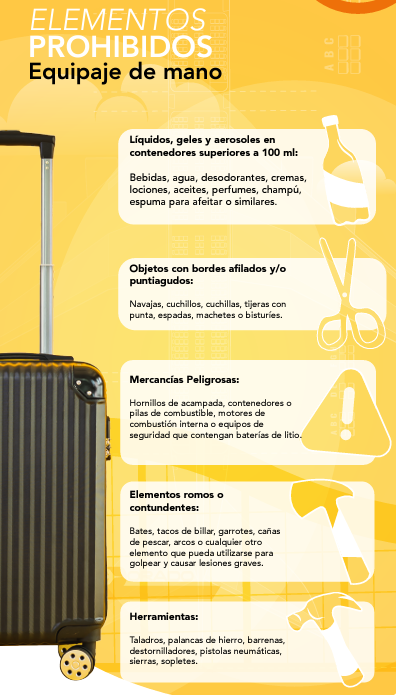 ELEMENTOS
PROHIBIDOS
Equipaje de mano
A B C
Líquidos, geles y aerosoles en
contenedores superiores a 100 ml:
Bebidas, agua, desodorantes, cremas,
lociones, aceites, perfumes, champú,
espuma para afeitar o similares.
Objetos con bordes afilados y/o
puntiagudos:
Navajas, cuchillos, cuchillas, tijeras con
punta, espadas, machetes o bisturíes.
Mercancías Peligrosas:
Hornillos de acampada, contenedores o
pilas de combustible, motores de
combustión interna o equipos de
seguridad que contengan baterías de litio.
Elementos romos o
contundentes:
Bates, tacos de billar, garrotes, cañas
de pescar, arcos o cualquier otro
elemento que pueda utilizarse para
golpear y causar lesiones graves.
Herramientas:
Taladros, palancas de hierro, barrenas,
destornilladores, pistolas neumáticas,
sierras, sopletes.